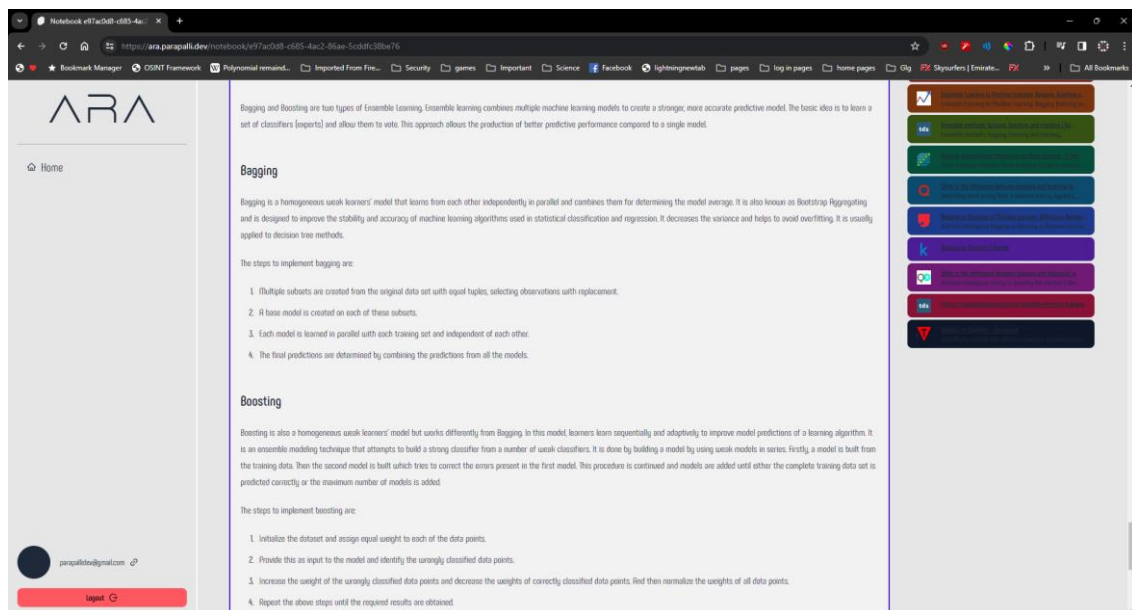 Notebook e97ac0d8-c685-4ac
https://ara.parapalli.dev/notebook/e97ac0d8-c685-4ac2-86ae-5cddfc38be76
Bookmark Manager OSINT Framework Polynomial remaind... Imported From Fire... Security games Important Science Facebook lightningnewtab pages log in pages home pages Glg Skysurfers | Emirate... All Bookmarks
ARA
Home
Bagging and Boosting are two types of Ensemble Learning. Ensemble learning combines multiple machine learning models to create a stronger, more accurate predictive model. The basic idea is to learn a
set of classifiers (experts) and allow them to vote. This approach allows the production of better predictive performance compared to a single model.
Bagging
Bagging is a homogeneous weak learners' model that learns from each other independently in parallel and combines them for determining the model average. It is also known as Bootstrap Aggregating
and is designed to improve the stability and accuracy of machine learning algorithms used in statistical classification and regression. It decreases the variance and helps to avoid overfitting. It is usually
applied to decision tree methods.
The steps to implement bagging are:
1. Multiple subsets are created from the original data set with equal tuples, selecting observations with replacement.
2. A base model is created on each of these subsets.
3. Each model is learned in parallel with each training set and independent of each other.
4. The final predictions are determined by combining the predictions from all the models.
Boosting
Boosting is also a homogeneous weak learners' model but works differently from Bagging. In this model, learners learn sequentially and adaptively to improve model predictions of a learning algorithm. It
is an ensemble modeling technique that attempts to build a strong classifier from a number of weak classifiers. It is done by building a model by using weak models in series. Firstly, a model is built from
the training data. Then the second model is built which tries to correct the errors present in the first model. This procedure is continued and models are added until either the complete training data set is
predicted correctly or the maximum number of models is added.
The steps to implement boosting are:
1. Initialize the dataset and assign equal weight to each of the data points.
2. Provide this as input to the model and identify the wrongly classified data points.
3. Increase the weight of the wrongly classified data points and decrease the weights of correctly classified data points. And then normalize the weights of all data points.
4. Repeat the above steps until the required results are obtained.
tds
k
tds
parapallidev@gmail.com
Logout